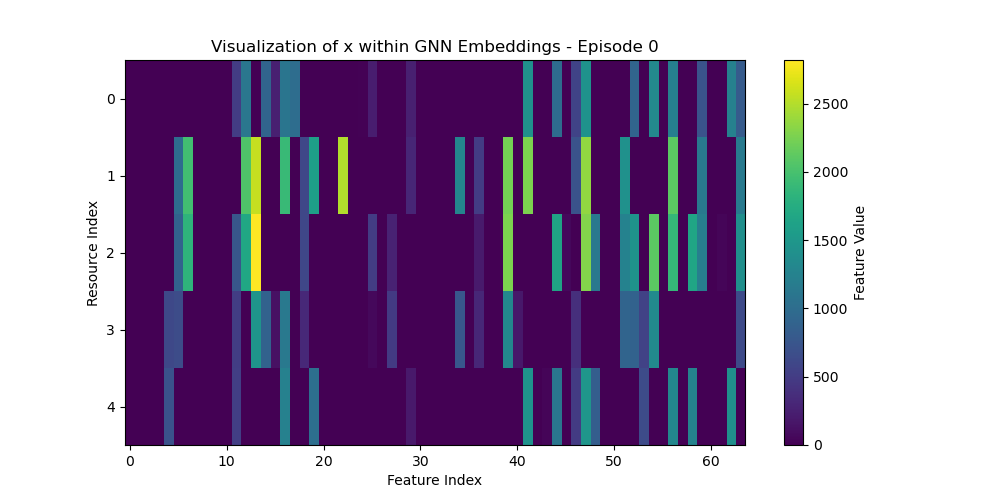 Visualization of x within GNN Embeddings - Episode 0
Resource Index
0
1
2
3
4
0 10 20 30 40 50 60
Feature Index
2500
2000
1500
1000
500
0
Feature Value